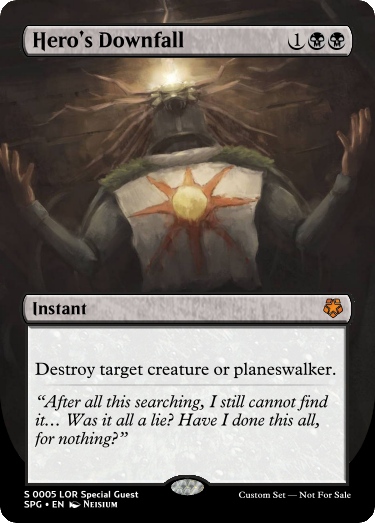 Hero's Downfall 1
Instant
Destroy target creature or planeswalker.
“After all this searching, I still cannot find
it… Was it all a lie? Have I done this all,
for nothing?”
S 0005 LOR Special Guest
SPG • EN Neisium
Custom Set — Not For Sale